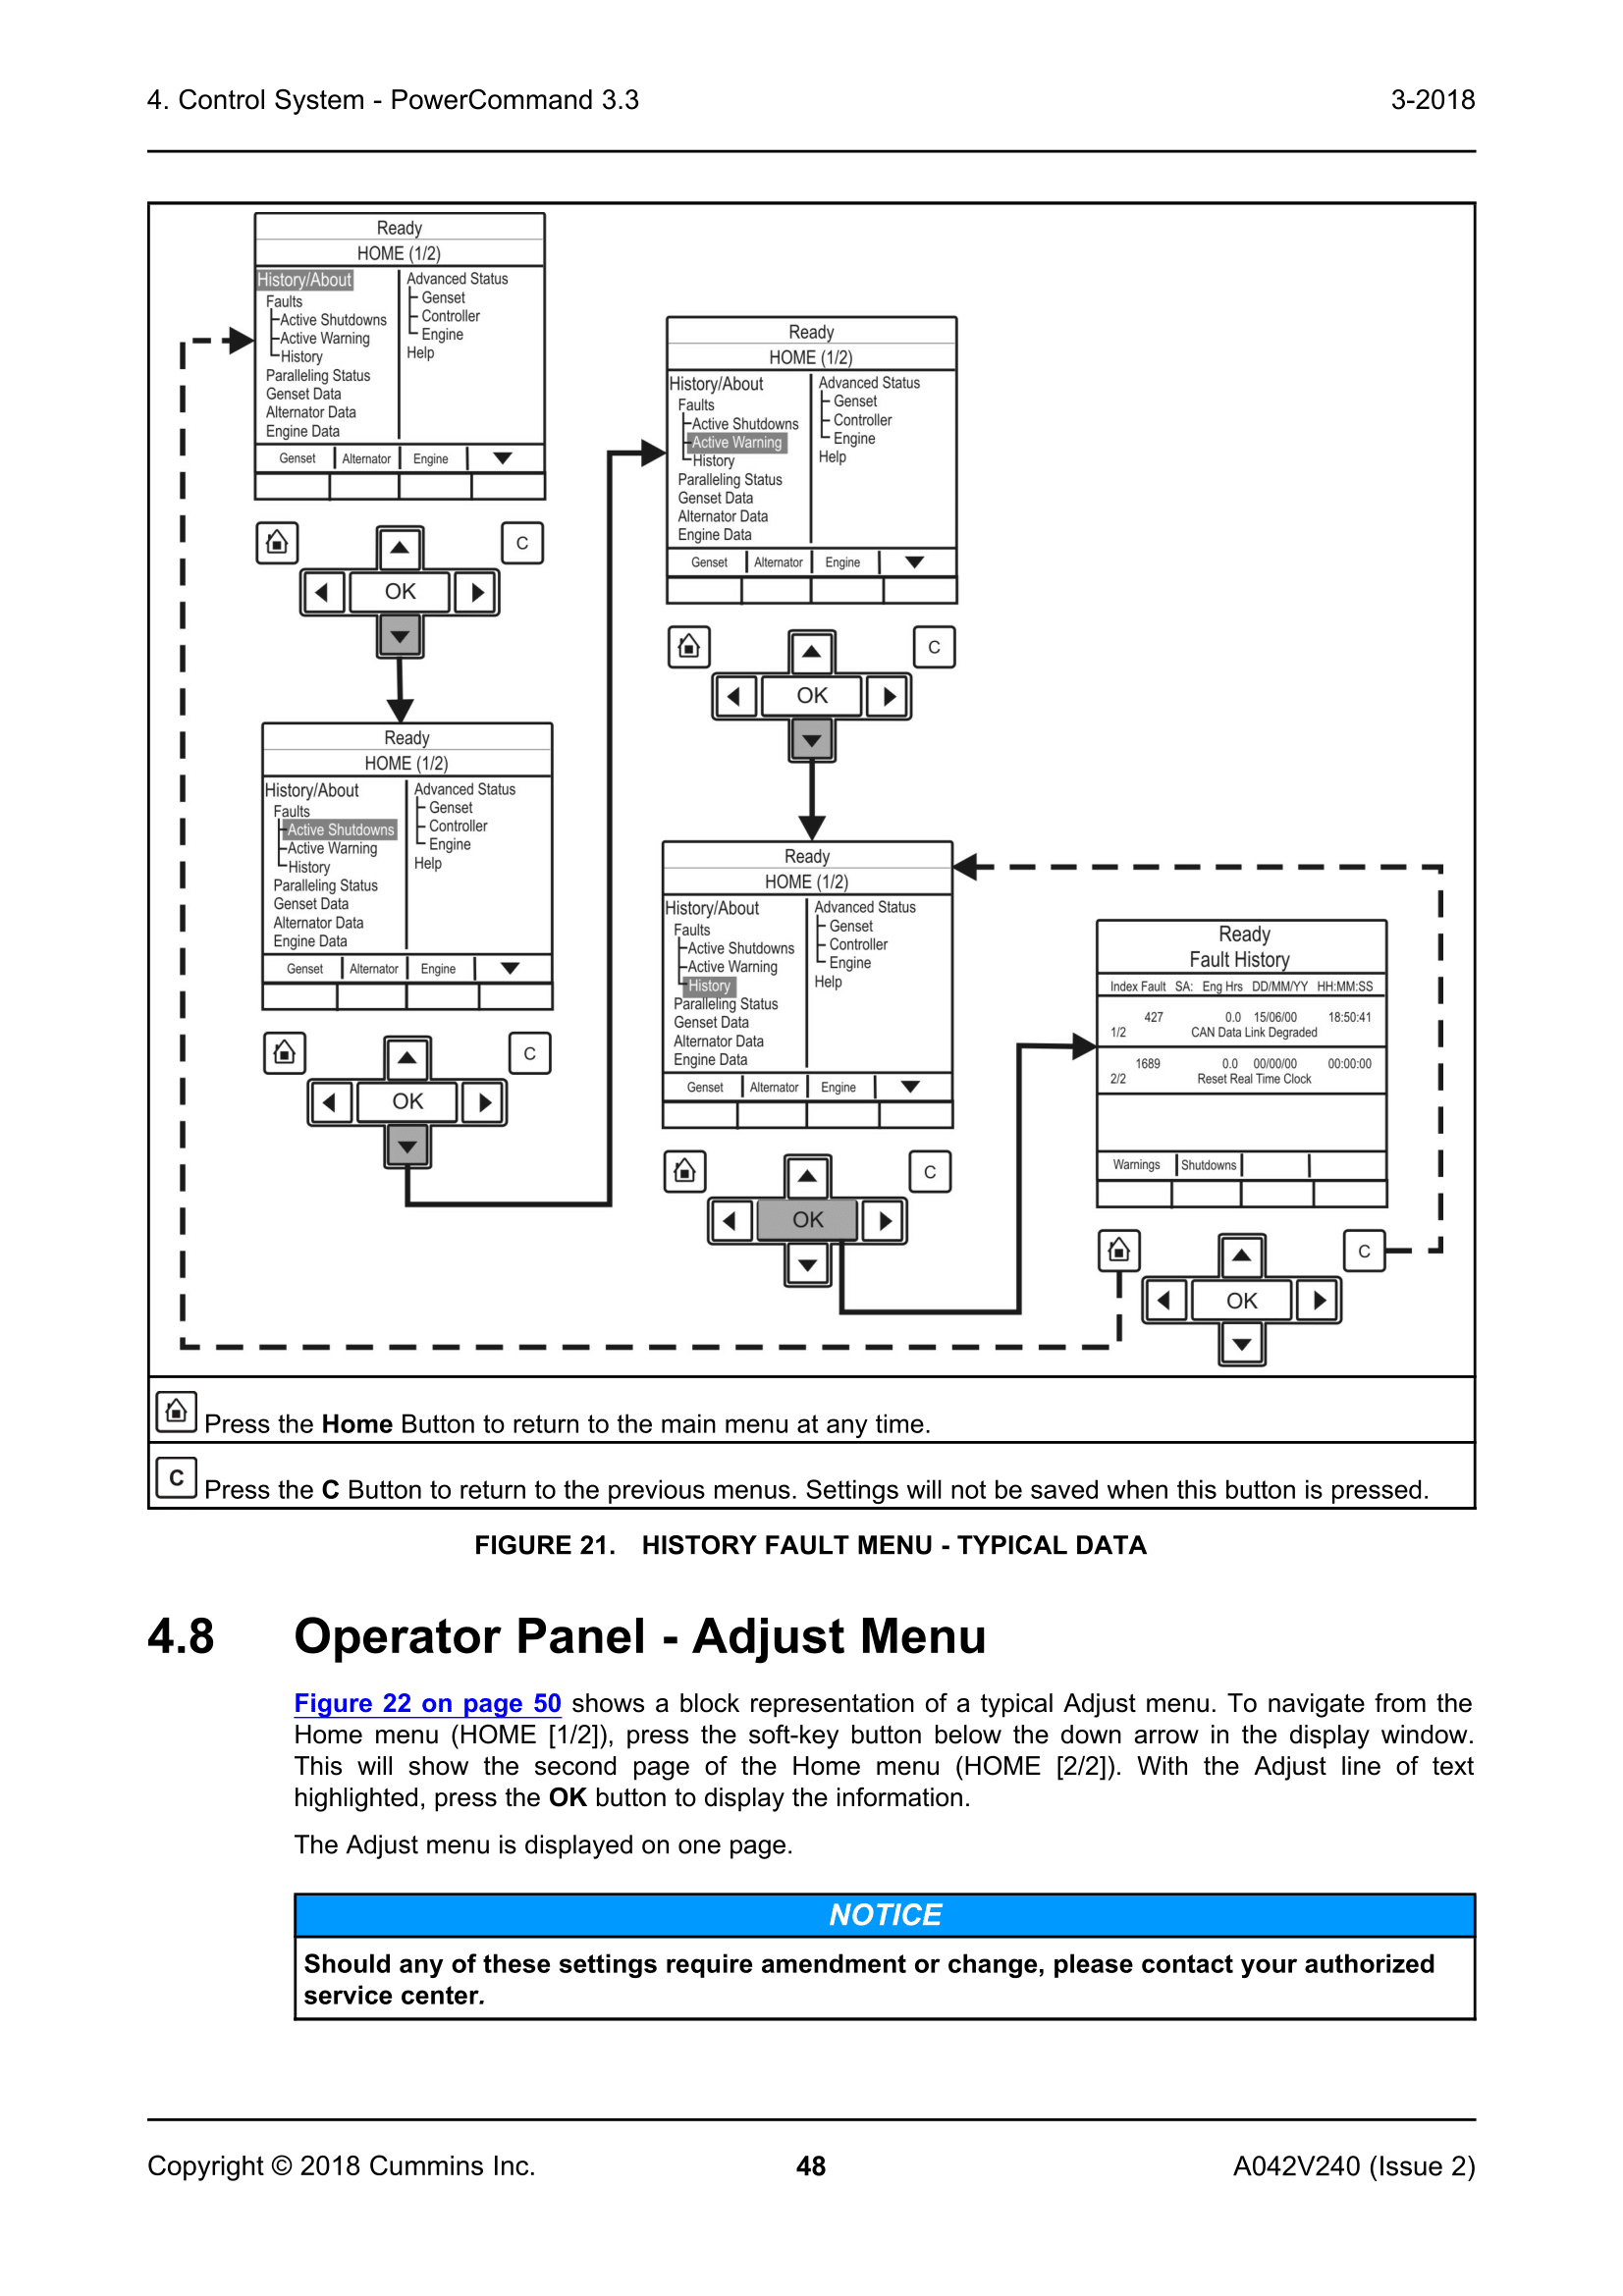 4. Control System - PowerCommand 3.3 3-2018
Ready
HOME (1/2)
History/About
Faults
Active Shutdowns
Active Warning
History
Paralleling Status
Genset Data
Alternator Data
Engine Data
Advanced Status
Genset
Controller
Engine
Help
Genset Alternator Engine
C
OK
Ready
HOME (1/2)
History/About
Faults
Active Shutdowns
Active Warning
History
Paralleling Status
Genset Data
Alternator Data
Engine Data
Advanced Status
Genset
Controller
Engine
Help
Genset Alternator Engine
C
OK
Ready
HOME (1/2)
History/About
Faults
Active Shutdowns
Active Warning
History
Paralleling Status
Genset Data
Alternator Data
Engine Data
Advanced Status
Genset
Controller
Engine
Help
Genset Alternator Engine
C
OK
Ready
HOME (1/2)
History/About
Faults
Active Shutdowns
Active Warning
History
Paralleling Status
Genset Data
Alternator Data
Engine Data
Advanced Status
Genset
Controller
Engine
Help
Genset Alternator Engine
C
OK
Ready
Fault History
Index Fault SA: Eng Hrs DD/MM/YY HH:MM:SS
427 0.0 15/06/00 18:50:41
1/2 CAN Data Link Degraded
1689 0.0 00/00/00 00:00:00
2/2 Reset Real Time Clock
Warnings Shutdowns
C
OK
Press the Home Button to return to the main menu at any time.
C Press the C Button to return to the previous menus. Settings will not be saved when this button is pressed.
FIGURE 21. HISTORY FAULT MENU - TYPICAL DATA
4.8 Operator Panel - Adjust Menu
Figure 22 on page 50 shows a block representation of a typical Adjust menu. To navigate from the
Home menu (HOME [1/2]), press the soft-key button below the down arrow in the display window.
This will show the second page of the Home menu (HOME [2/2]). With the Adjust line of text
highlighted, press the OK button to display the information.
The Adjust menu is displayed on one page.
NOTICE
Should any of these settings require amendment or change, please contact your authorized
service center.
Copyright © 2018 Cummins Inc. 48 A042V240 (Issue 2)